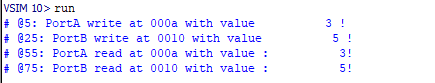 VSIM 10> run
# @5: PortA write at 000a with value          3 !
# @25: PortB write at 0010 with value          5 !
# @55: PortA read at 000a with value :          3!
# @75: PortB read at 0010 with value :          5!